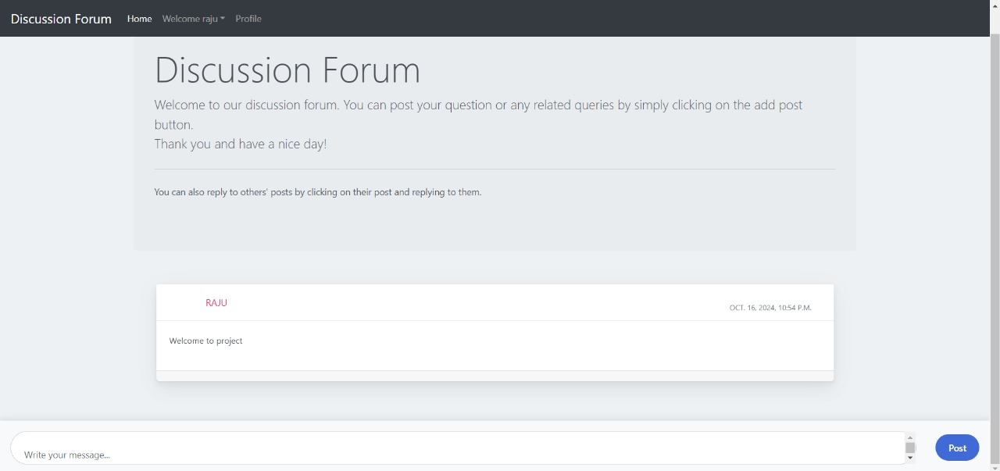 Discussion Forum Home Welcome raju Profile
Discussion Forum
Welcome to our discussion forum. You can post your question or any related queries by simply clicking on the add post
button.
Thank you and have a nice day!
You can also reply to others' posts by clicking on their post and replying to them.
RAJU
OCT. 16, 2024, 10:54 P.M.
Welcome to project
Write your message...
Post